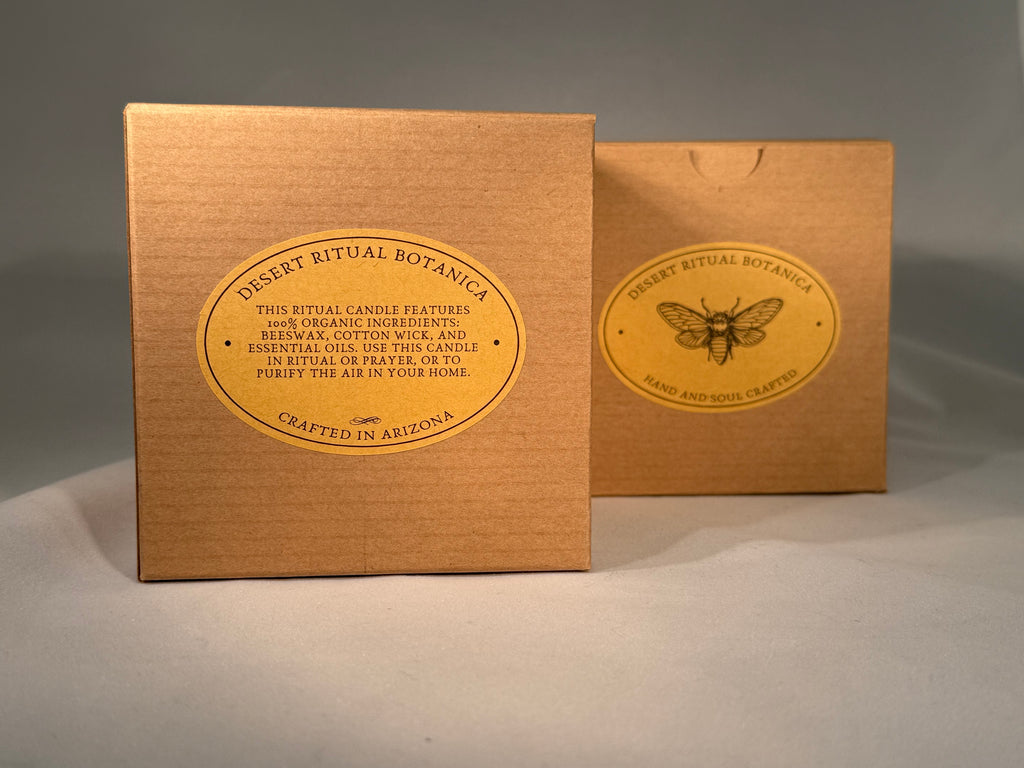 DESERT RITUAL BOTANICA
THIS RITUAL CANDLE FEATURES
100% ORGANIC INGREDIENTS:
BEESWAX, COTTON WICK, AND
ESSENTIAL OILS. USE THIS CANDLE
IN RITUAL OR PRAYER, OR TO
PURIFY THE AIR IN YOUR HOME.
CRAFTED IN ARIZONA
DESERT RITUAL BOTANICA
HAND AND SOUL CRAFTED